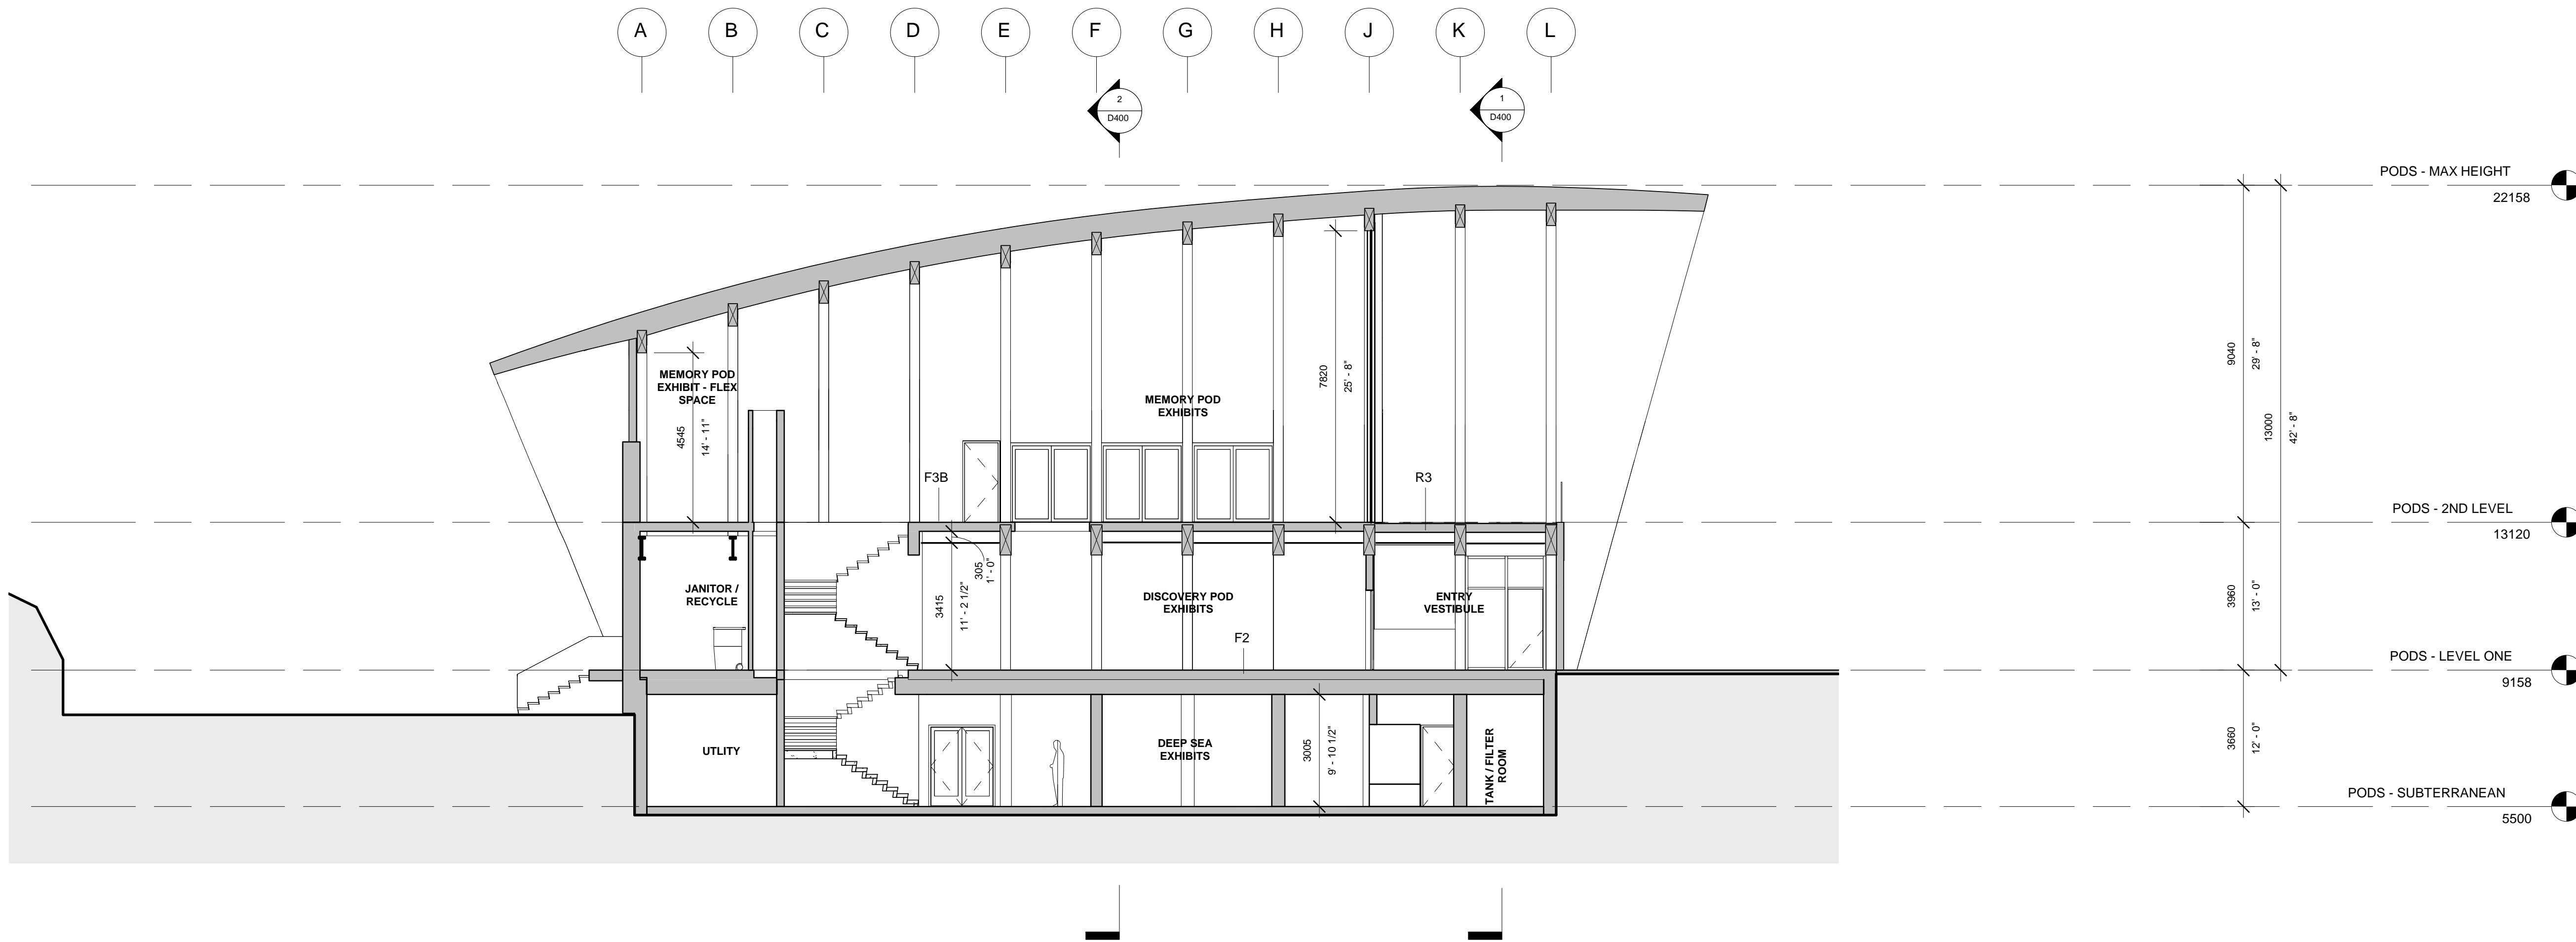 A B C D E F G H J K L
2
D400
1
D400
PODS - MAX HEIGHT
22158
MEMORY POD
EXHIBIT - FLEX
SPACE
4545
14' - 11"
MEMORY POD
EXHIBITS
7820
25' - 8"
9040
29' - 8"
13000
42' - 8"
F3B
R3
PODS - 2ND LEVEL
13120
JANITOR /
RECYCLE
305
1' - 0"
3415
11' - 2 1/2"
DISCOVERY POD
EXHIBITS
ENTRY
VESTIBULE
3960
13' - 0"
F2
PODS - LEVEL ONE
9158
UTLITY
DEEP SEA
EXHIBITS
3005
9' - 10 1/2"
TANK / FILTER
ROOM
3660
12' - 0"
PODS - SUBTERRANEAN
5500